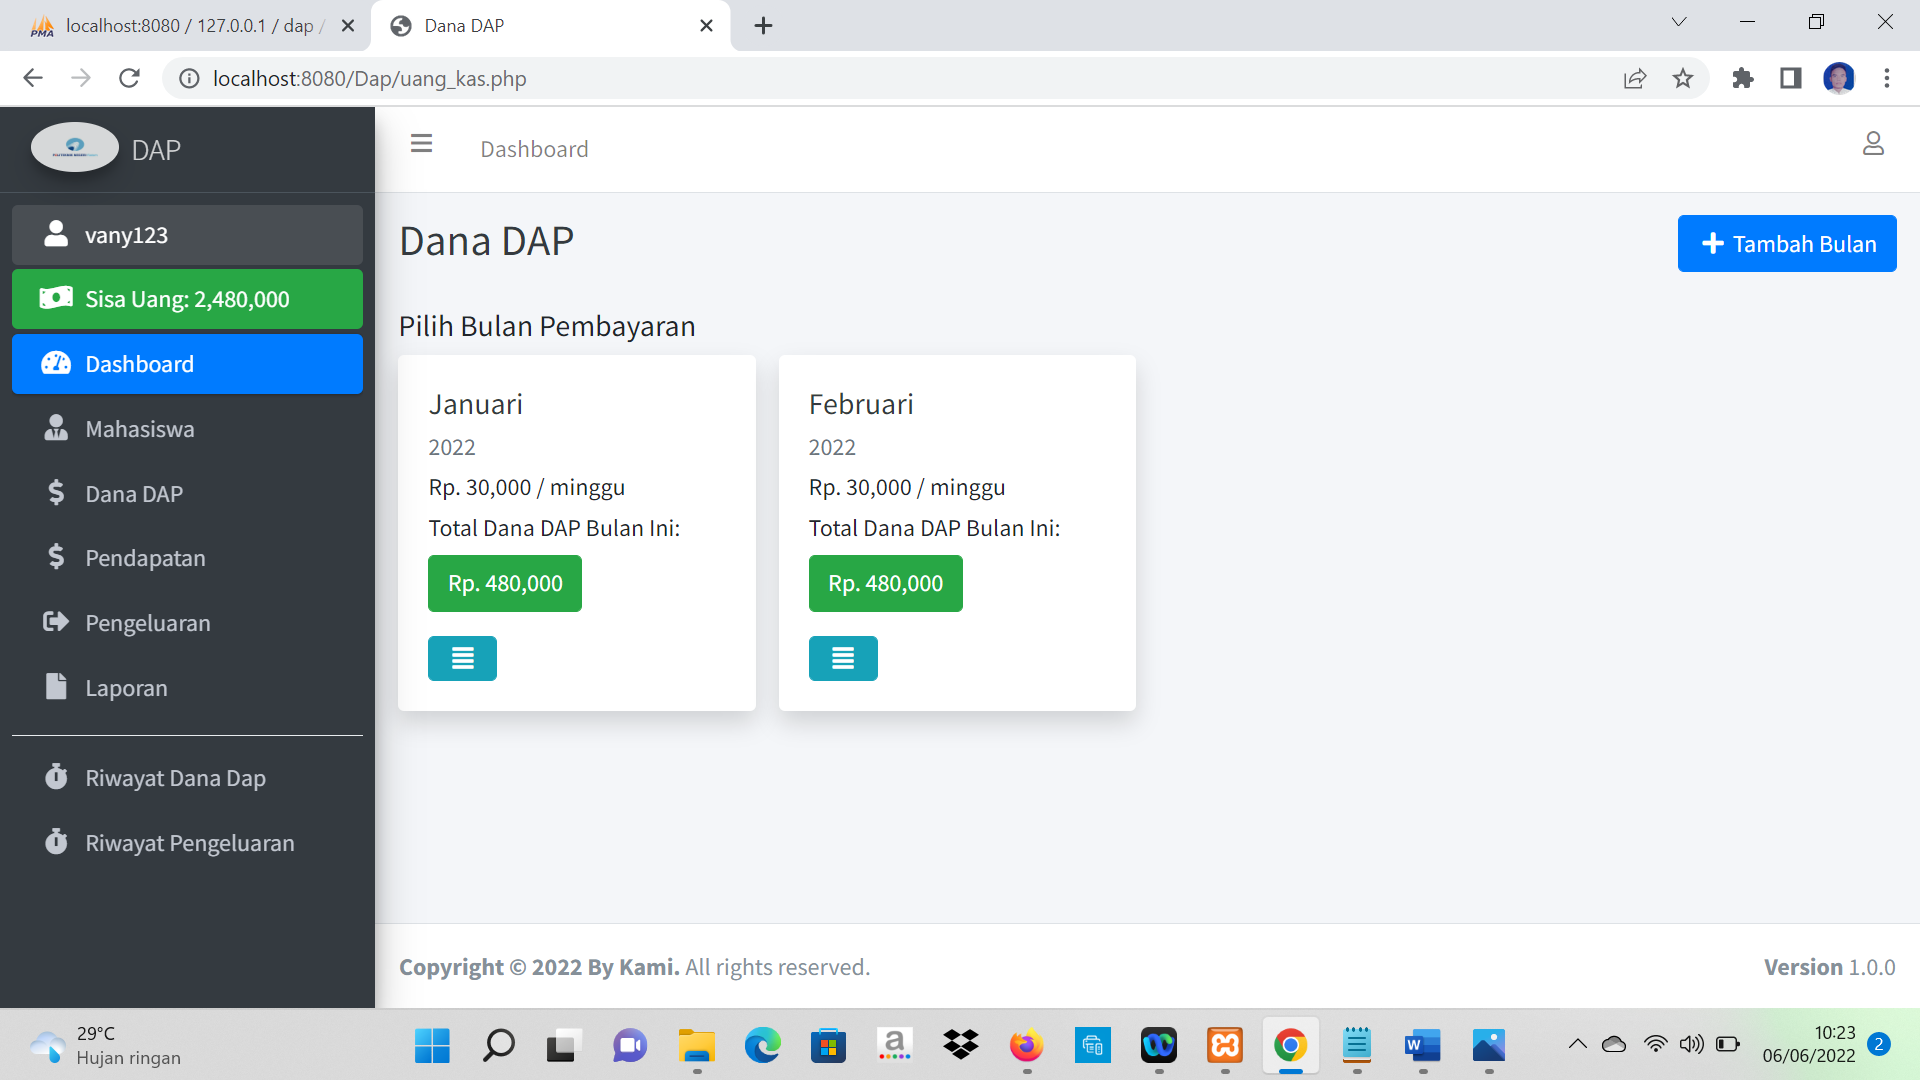 localhost:8080 / 127.0.0.1 / dap /
Dana DAP
localhost:8080/Dap/uang_kas.php
DAP
vany123
Sisa Uang: 2,480,000
Dashboard
Mahasiswa
Dana DAP
Pendapatan
Pengeluaran
Laporan
Riwayat Dana Dap
Riwayat Pengeluaran
Dashboard
Dana DAP
Tambah Bulan
Pilih Bulan Pembayaran
Januari
2022
Rp. 30,000 / minggu
Total Dana DAP Bulan Ini:
Rp. 480,000
Februari
2022
Rp. 30,000 / minggu
Total Dana DAP Bulan Ini:
Rp. 480,000
Copyright © 2022 By Kami. All rights reserved.
Version 1.0.0
29°C
Hujan ringan
10:23
06/06/2022
2